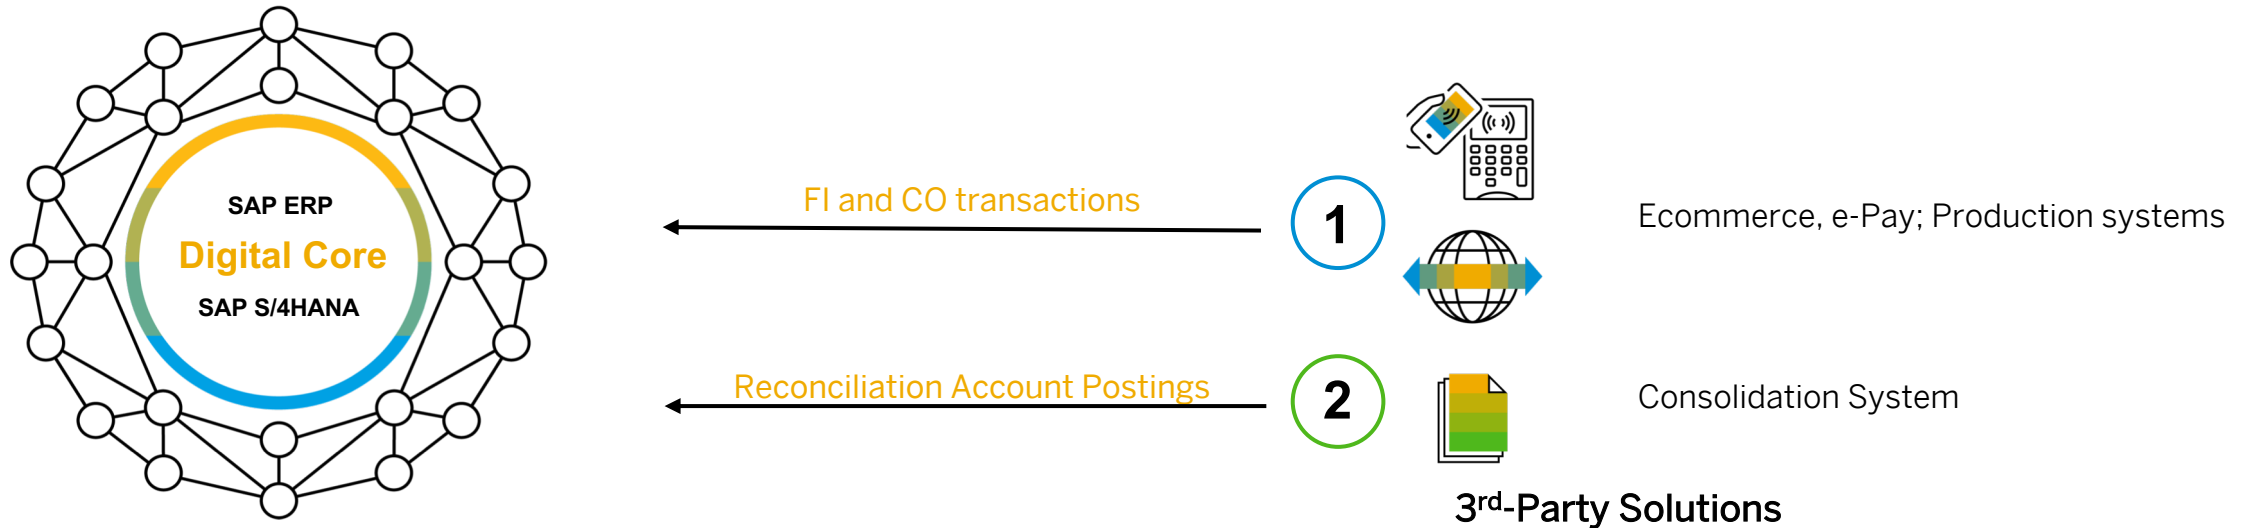 SAP ERP
Digital Core
SAP S/4HANA
FI and CO transactions
1
Ecommerce, e-Pay; Production systems
Reconciliation Account Postings
2
Consolidation System
3rd-Party Solutions